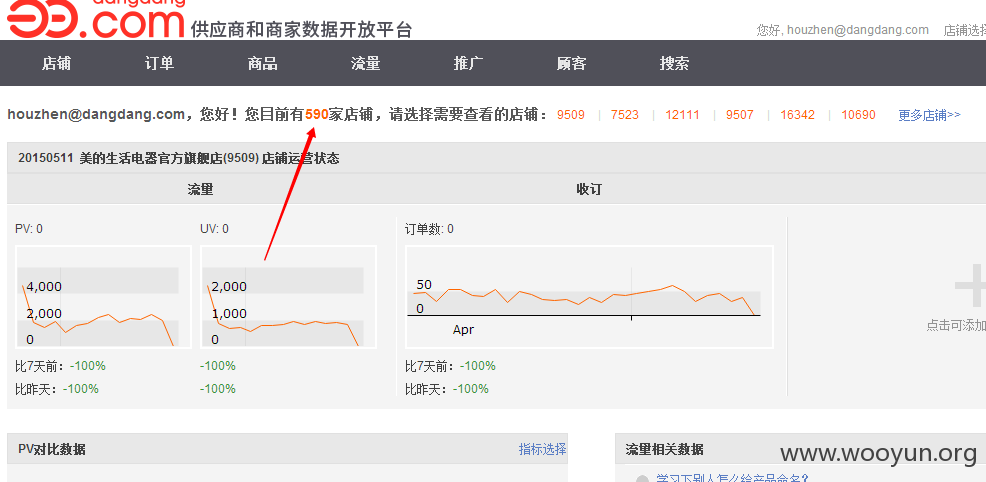 dangdang
.com 供应商和商家数据开放平台
您好, houzhen@dangdang.com 店铺选择
店铺 订单 商品 流量 推广 顾客 搜索
houzhen@dangdang.com，您好！您目前有590家店铺，请选择需要查看的店铺： 9509 | 7523 | 12111 | 9507 | 16342 | 10690 更多店铺>>
20150511 美的生活电器官方旗舰店(9509) 店铺运营状态
流量 收订
PV: 0 UV: 0 订单数: 0
4,000 2,000 50
2,000 1,000 0
0 0 Apr
点击可添加
比7天前： -100% -100% 比7天前： -100%
比昨天： -100% -100% 比昨天： -100%
PV对比数据 指标选择 流量相关数据
www.wooyun.org
学习下别人怎么给产品命名?